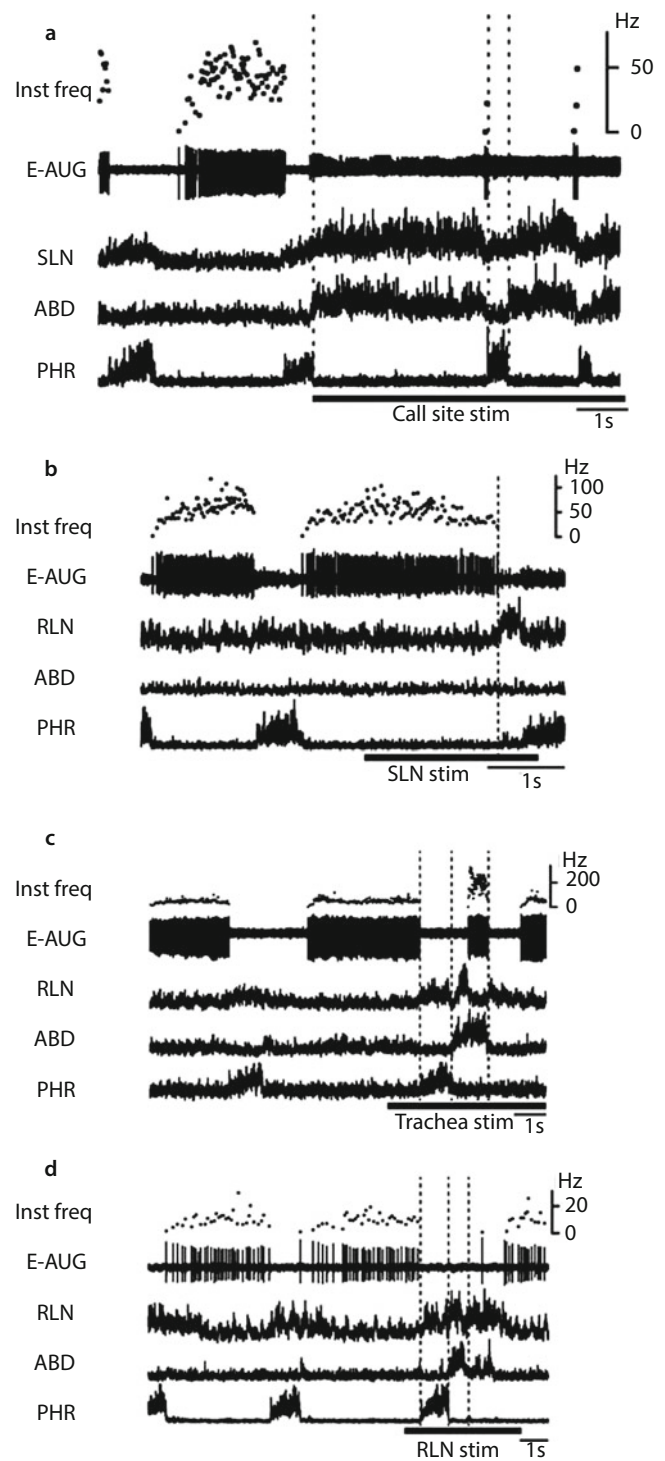 a
Hz
Inst freq
50
0
E-AUG
SLN
ABD
PHR
Call site stim
1s
b
Hz
100
Inst freq
50
0
E-AUG
RLN
ABD
PHR
SLN stim
1s
c
Hz
Inst freq
200
0
E-AUG
RLN
ABD
PHR
Trachea stim
1s
d
Hz
Inst freq
20
0
E-AUG
RLN
ABD
PHR
RLN stim
1s